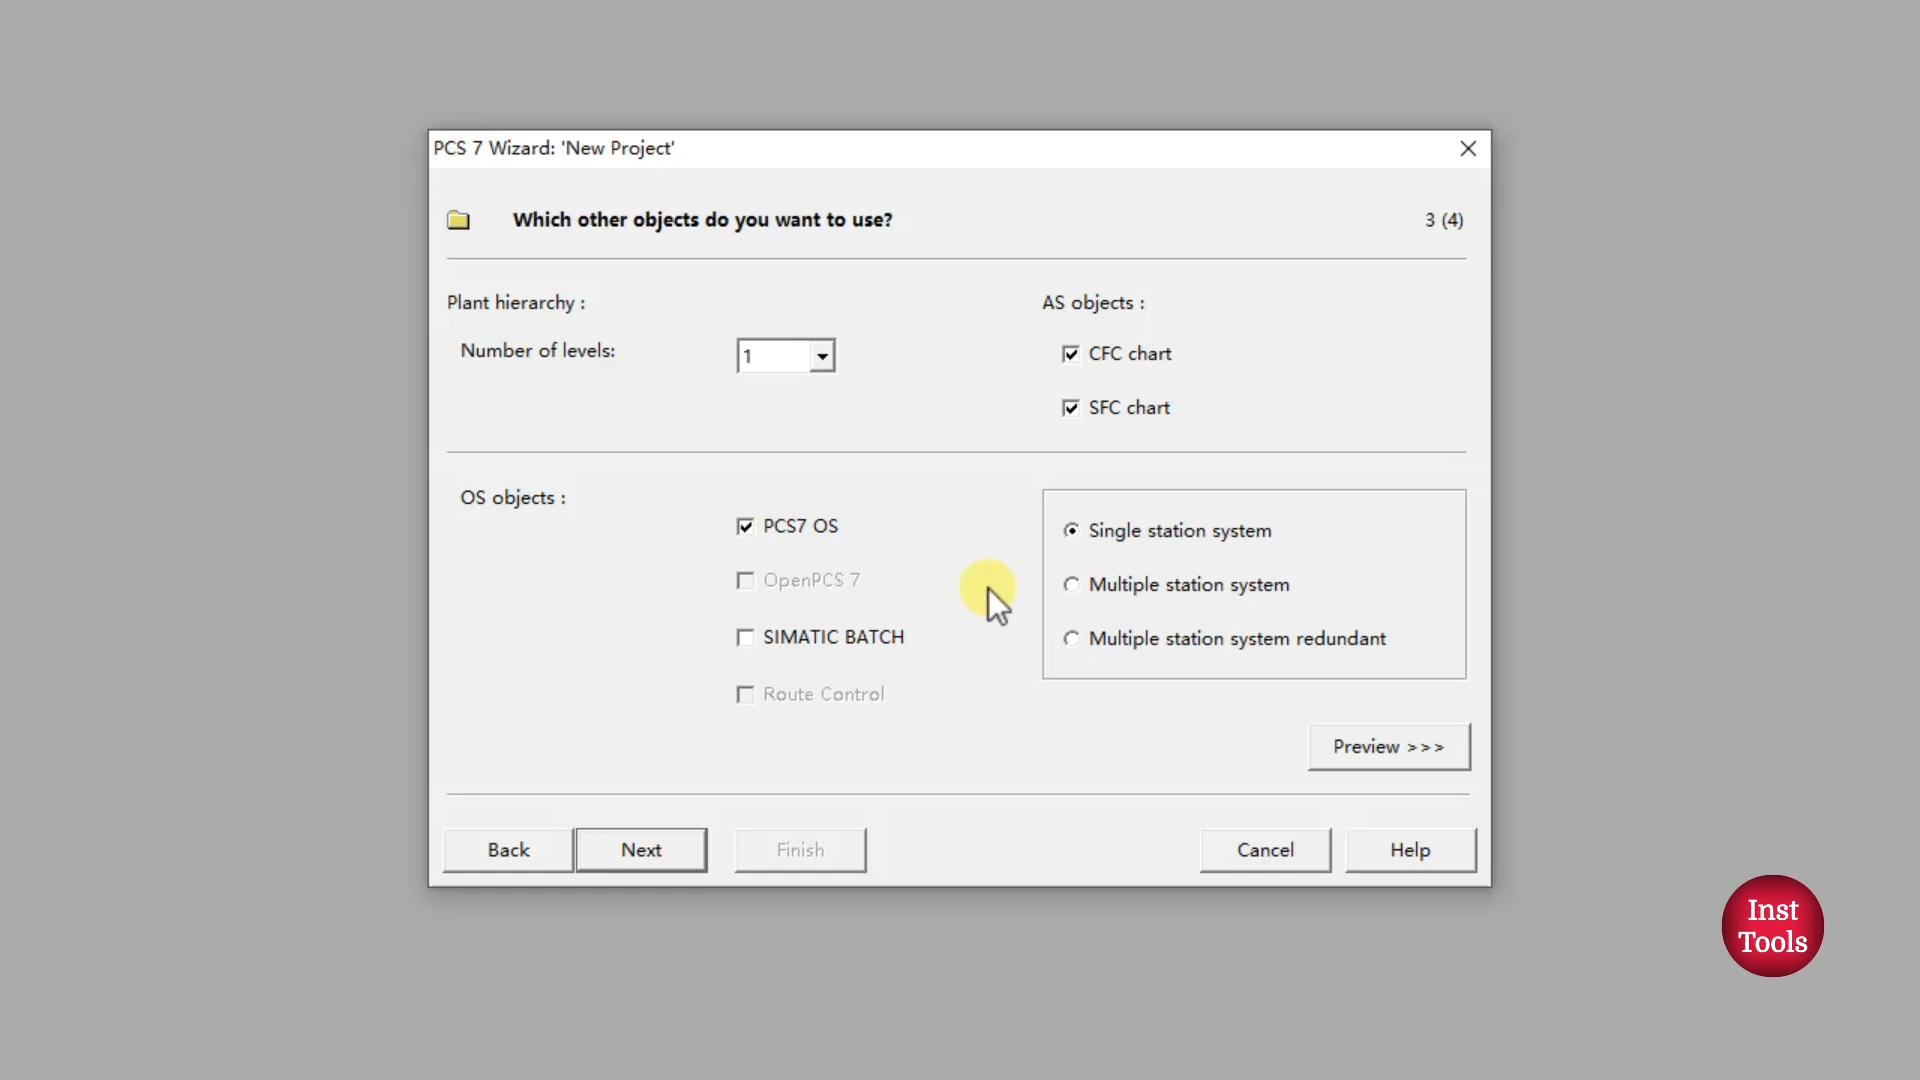 PCS 7 Wizard: 'New Project'
Which other objects do you want to use?
3 (4)
Plant hierarchy :
Number of levels:
1
AS objects :
CFC chart
SFC chart
OS objects :
PCS7 OS
OpenPCS 7
SIMATIC BATCH
Route Control
Single station system
Multiple station system
Multiple station system redundant
Preview >>>
Back
Next
Finish
Cancel
Help
Inst
Tools